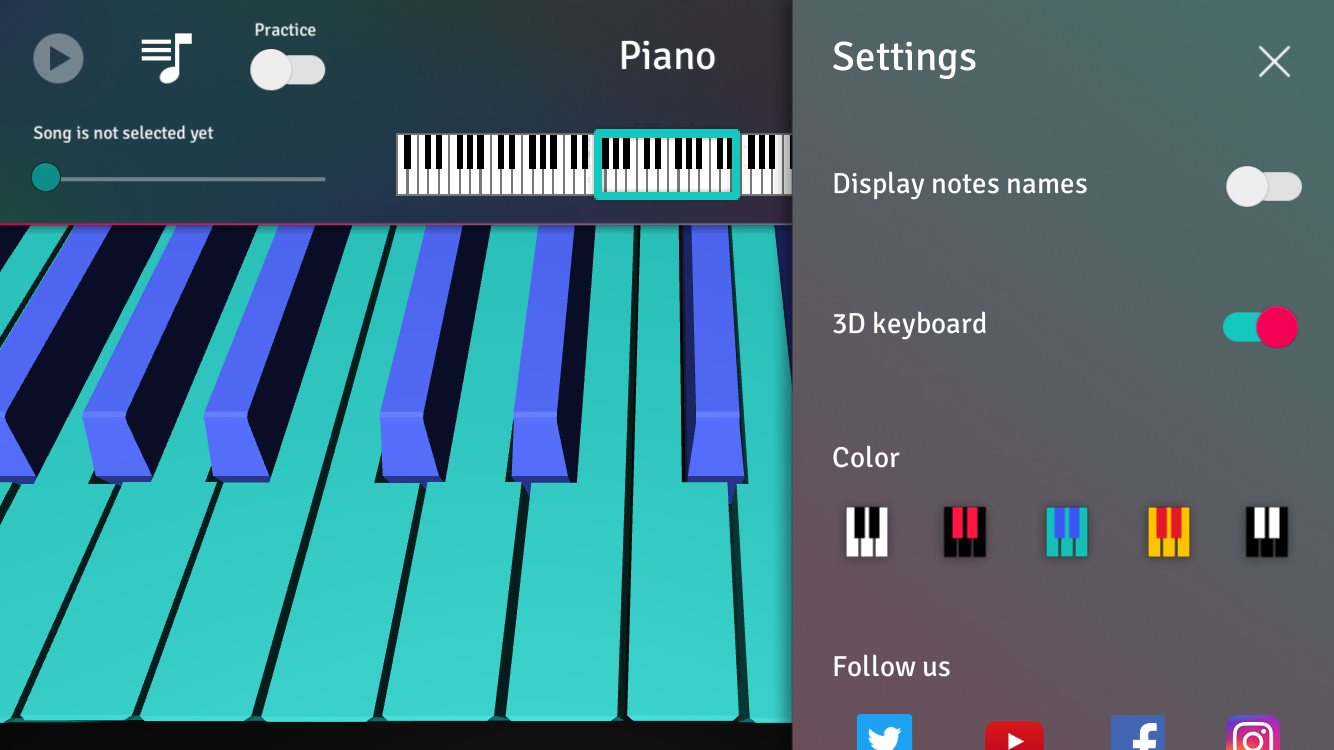 Practice
Piano
Song is not selected yet
Settings
Display notes names
3D keyboard
Color
Follow us